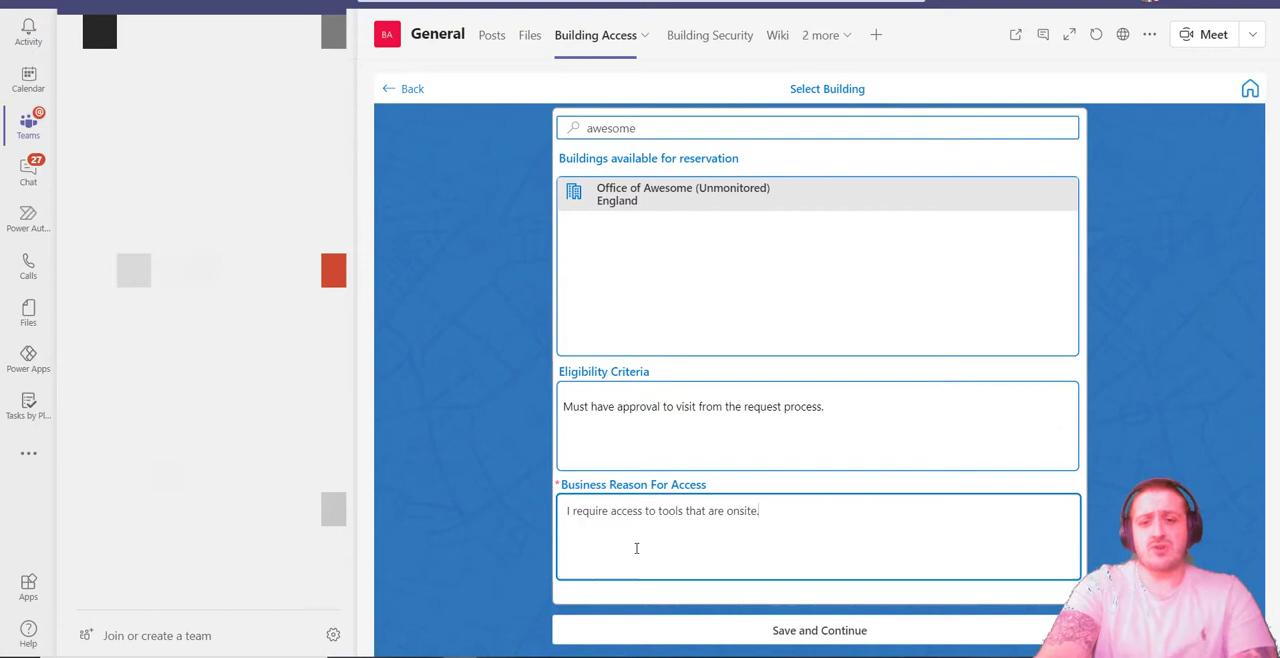 Activity
Calendar
@
Teams
27
Chat
Power Aut...
Calls
Files
Power Apps
Tasks by Pl...
Apps
Help
Join or create a team
BA
General
Posts
Files
Building Access
Building Security
Wiki
2 more
Meet
Back
Select Building
awesome
Buildings available for reservation
Office of Awesome (Unmonitored)
England
Eligibility Criteria
Must have approval to visit from the request process.
* Business Reason For Access
I require access to tools that are onsite.
Save and Continue